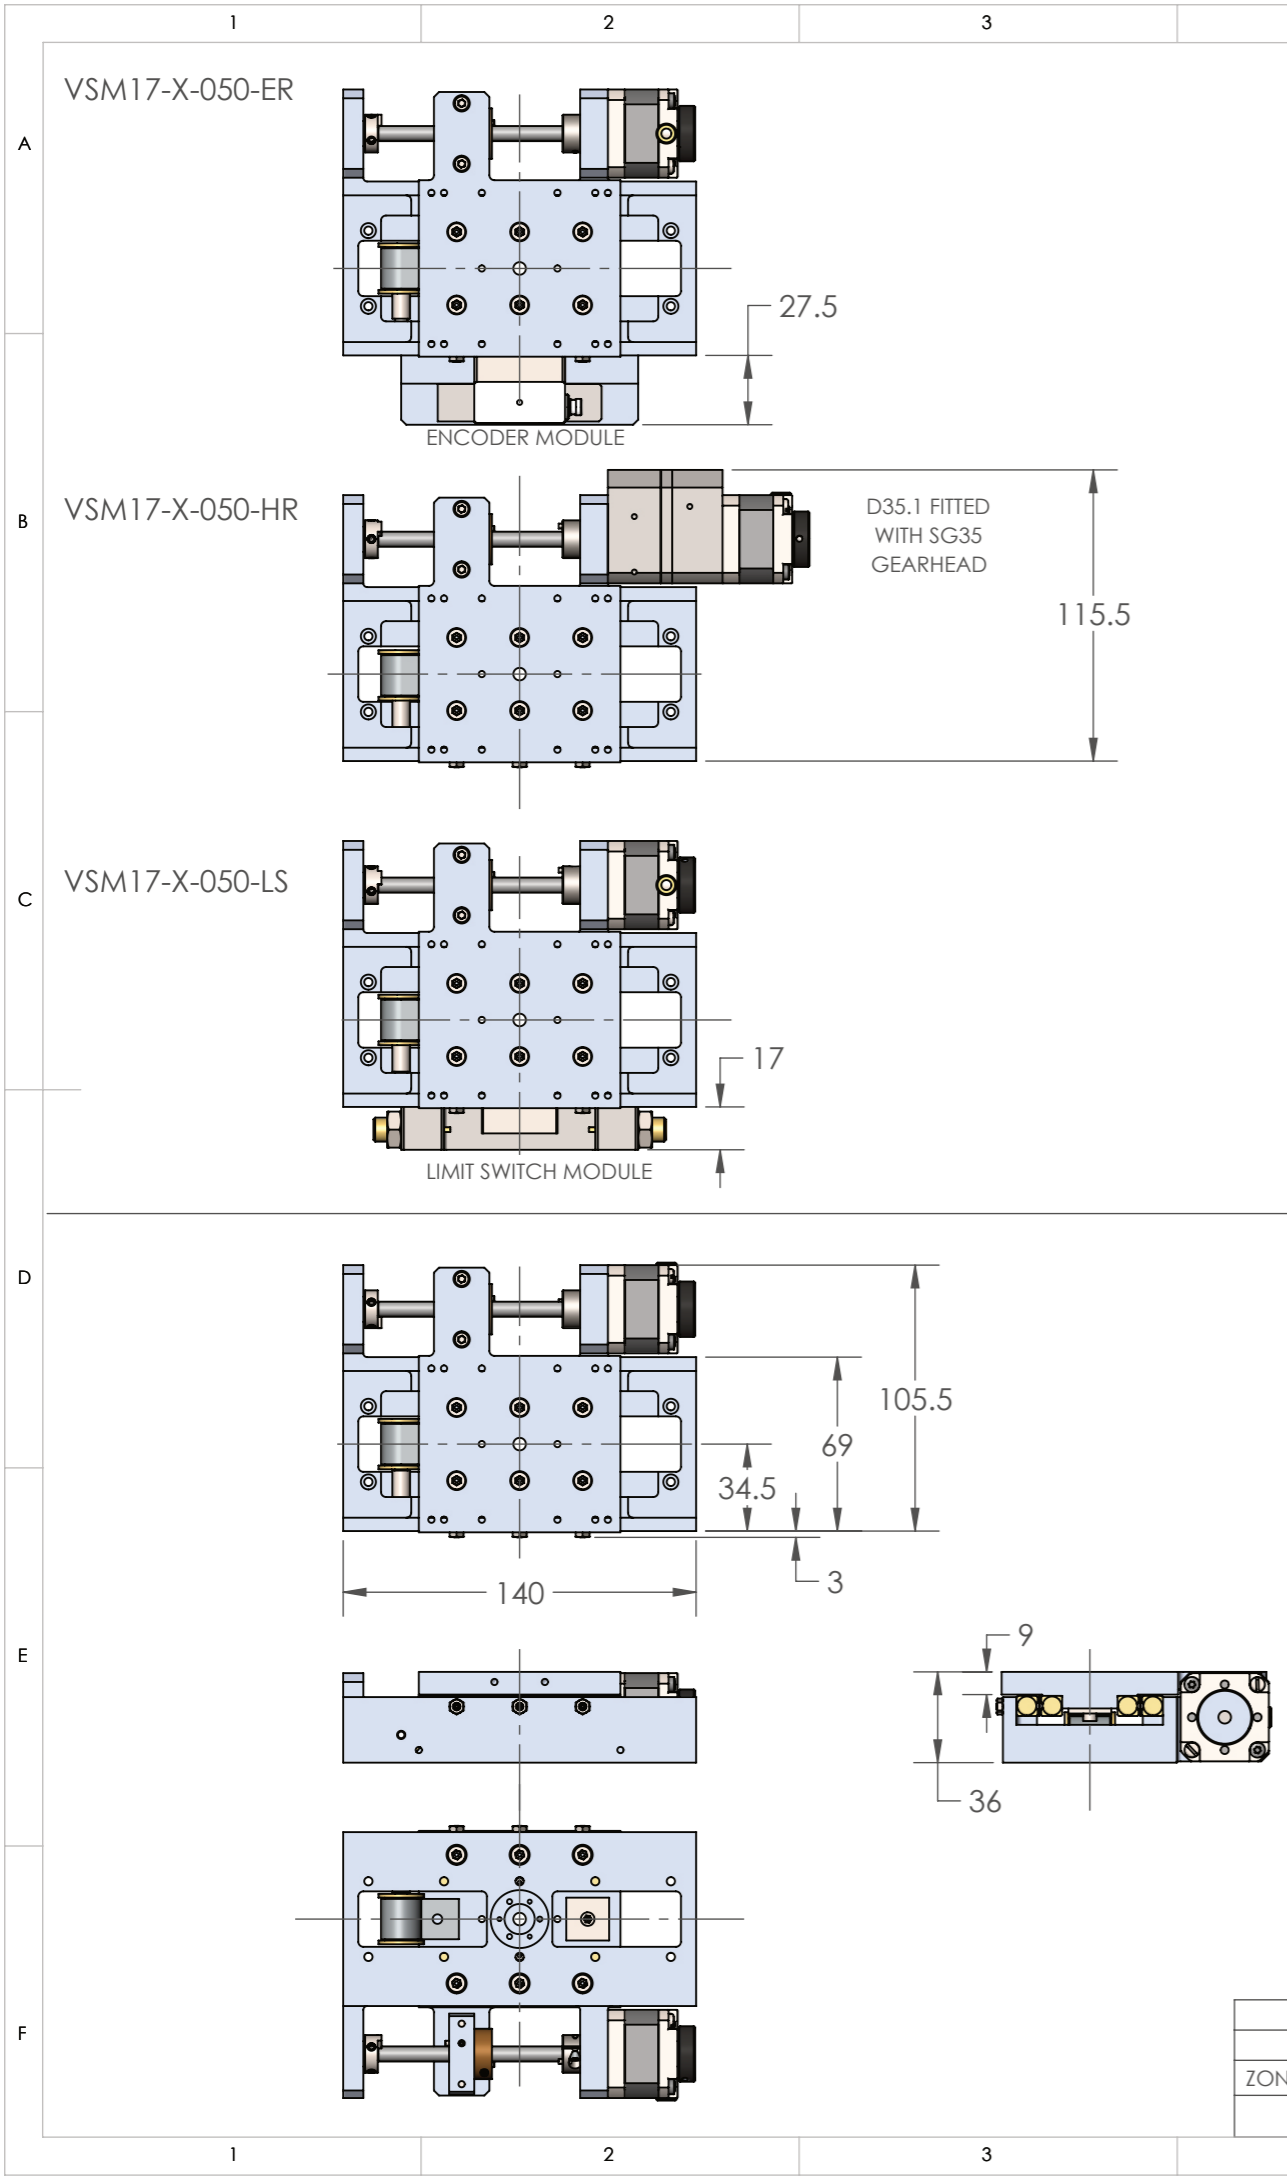 1 2 3
A
VSM17-X-050-ER
27.5
ENCODER MODULE
B
VSM17-X-050-HR
D35.1 FITTED
WITH SG35
GEARHEAD
115.5
C
VSM17-X-050-LS
17
LIMIT SWITCH MODULE
D
105.5
69
34.5
3
140
E
9
36
F
ZON
1 2 3